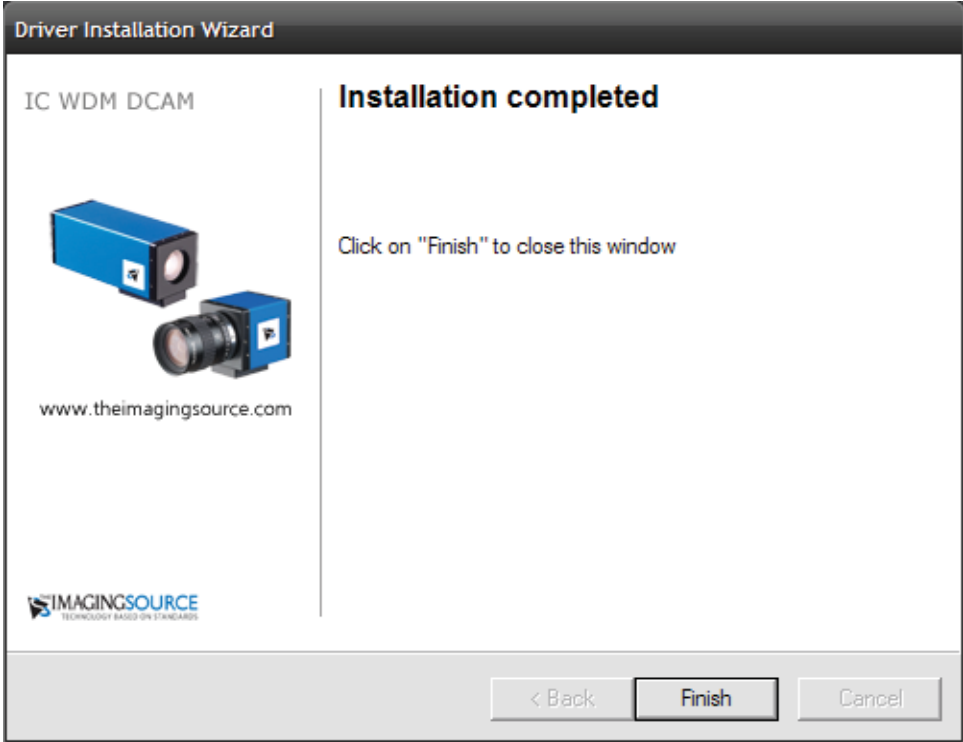 Driver Installation Wizard
IC WDM DCAM
www.theimagingsource.com
THE IMAGINGSOURCE
TECHNOLOGY BASED ON STANDARDS
Installation completed
Click on "Finish" to close this window
< Back
Finish
Cancel